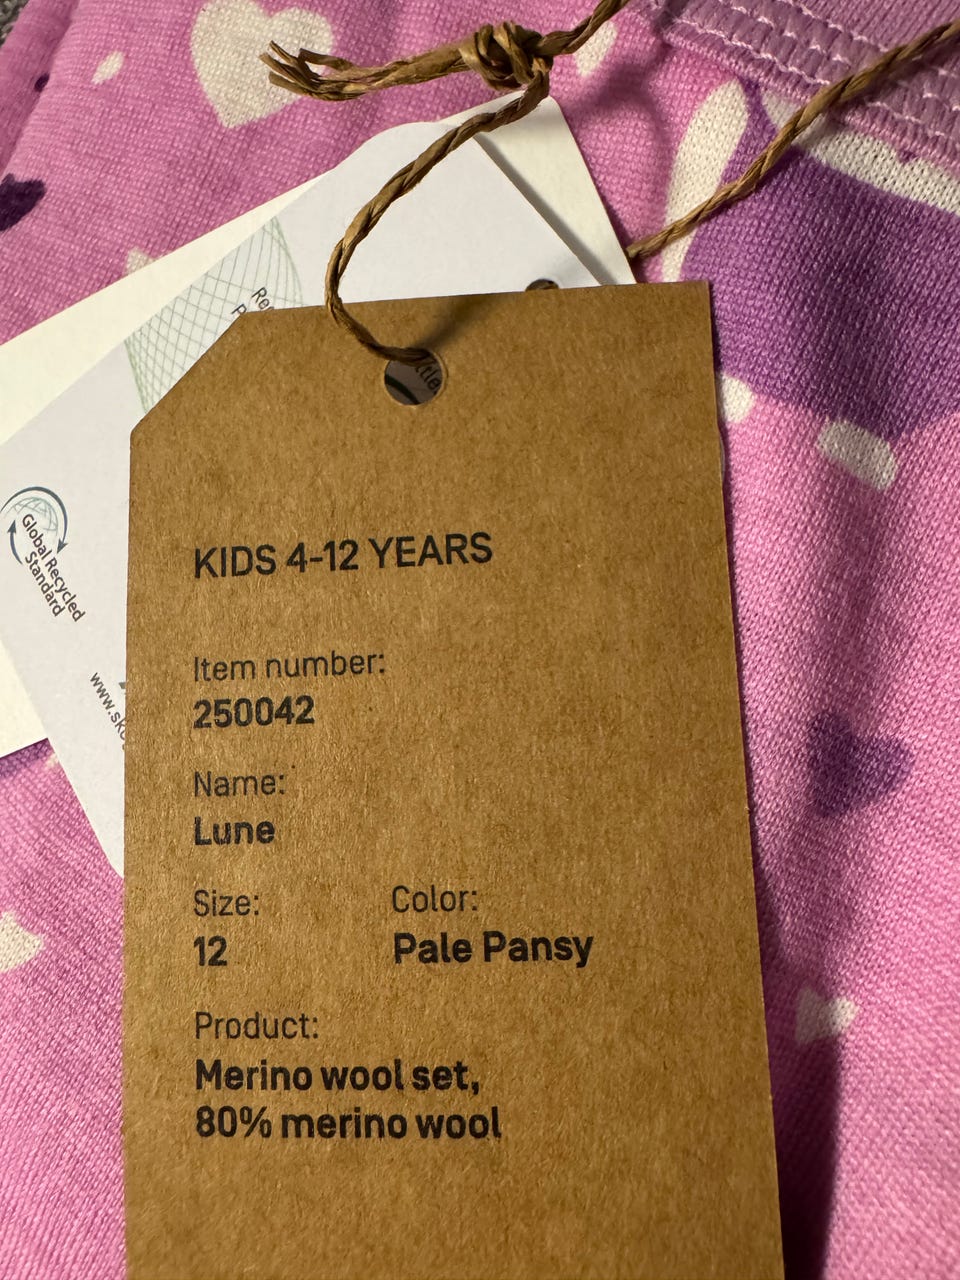 KIDS 4-12 YEARS
Item number:
250042
Name:
Lune
Size:
12
Color:
Pale Pansy
Product:
Merino wool set,
80% merino wool
Global Recycled
Standard